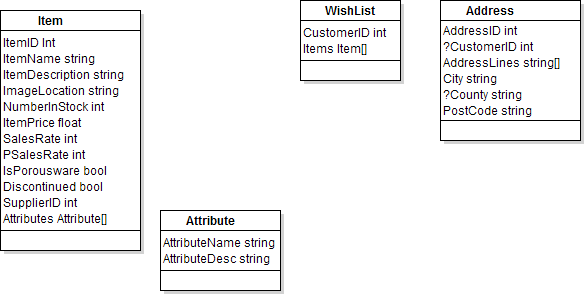 Item
ItemID Int
ItemName string
ItemDescription string
ImageLocation string
NumberInStock int
ItemPrice float
SalesRate int
PSalesRate int
IsPorousware bool
Discontinued bool
SupplierID int
Attributes Attribute[]
Attribute
AttributeName string
AttributeDesc string
WishList
CustomerID int
Items Item[]
Address
AddressID int
?CustomerID int
AddressLines string[]
City string
?County string
PostCode string